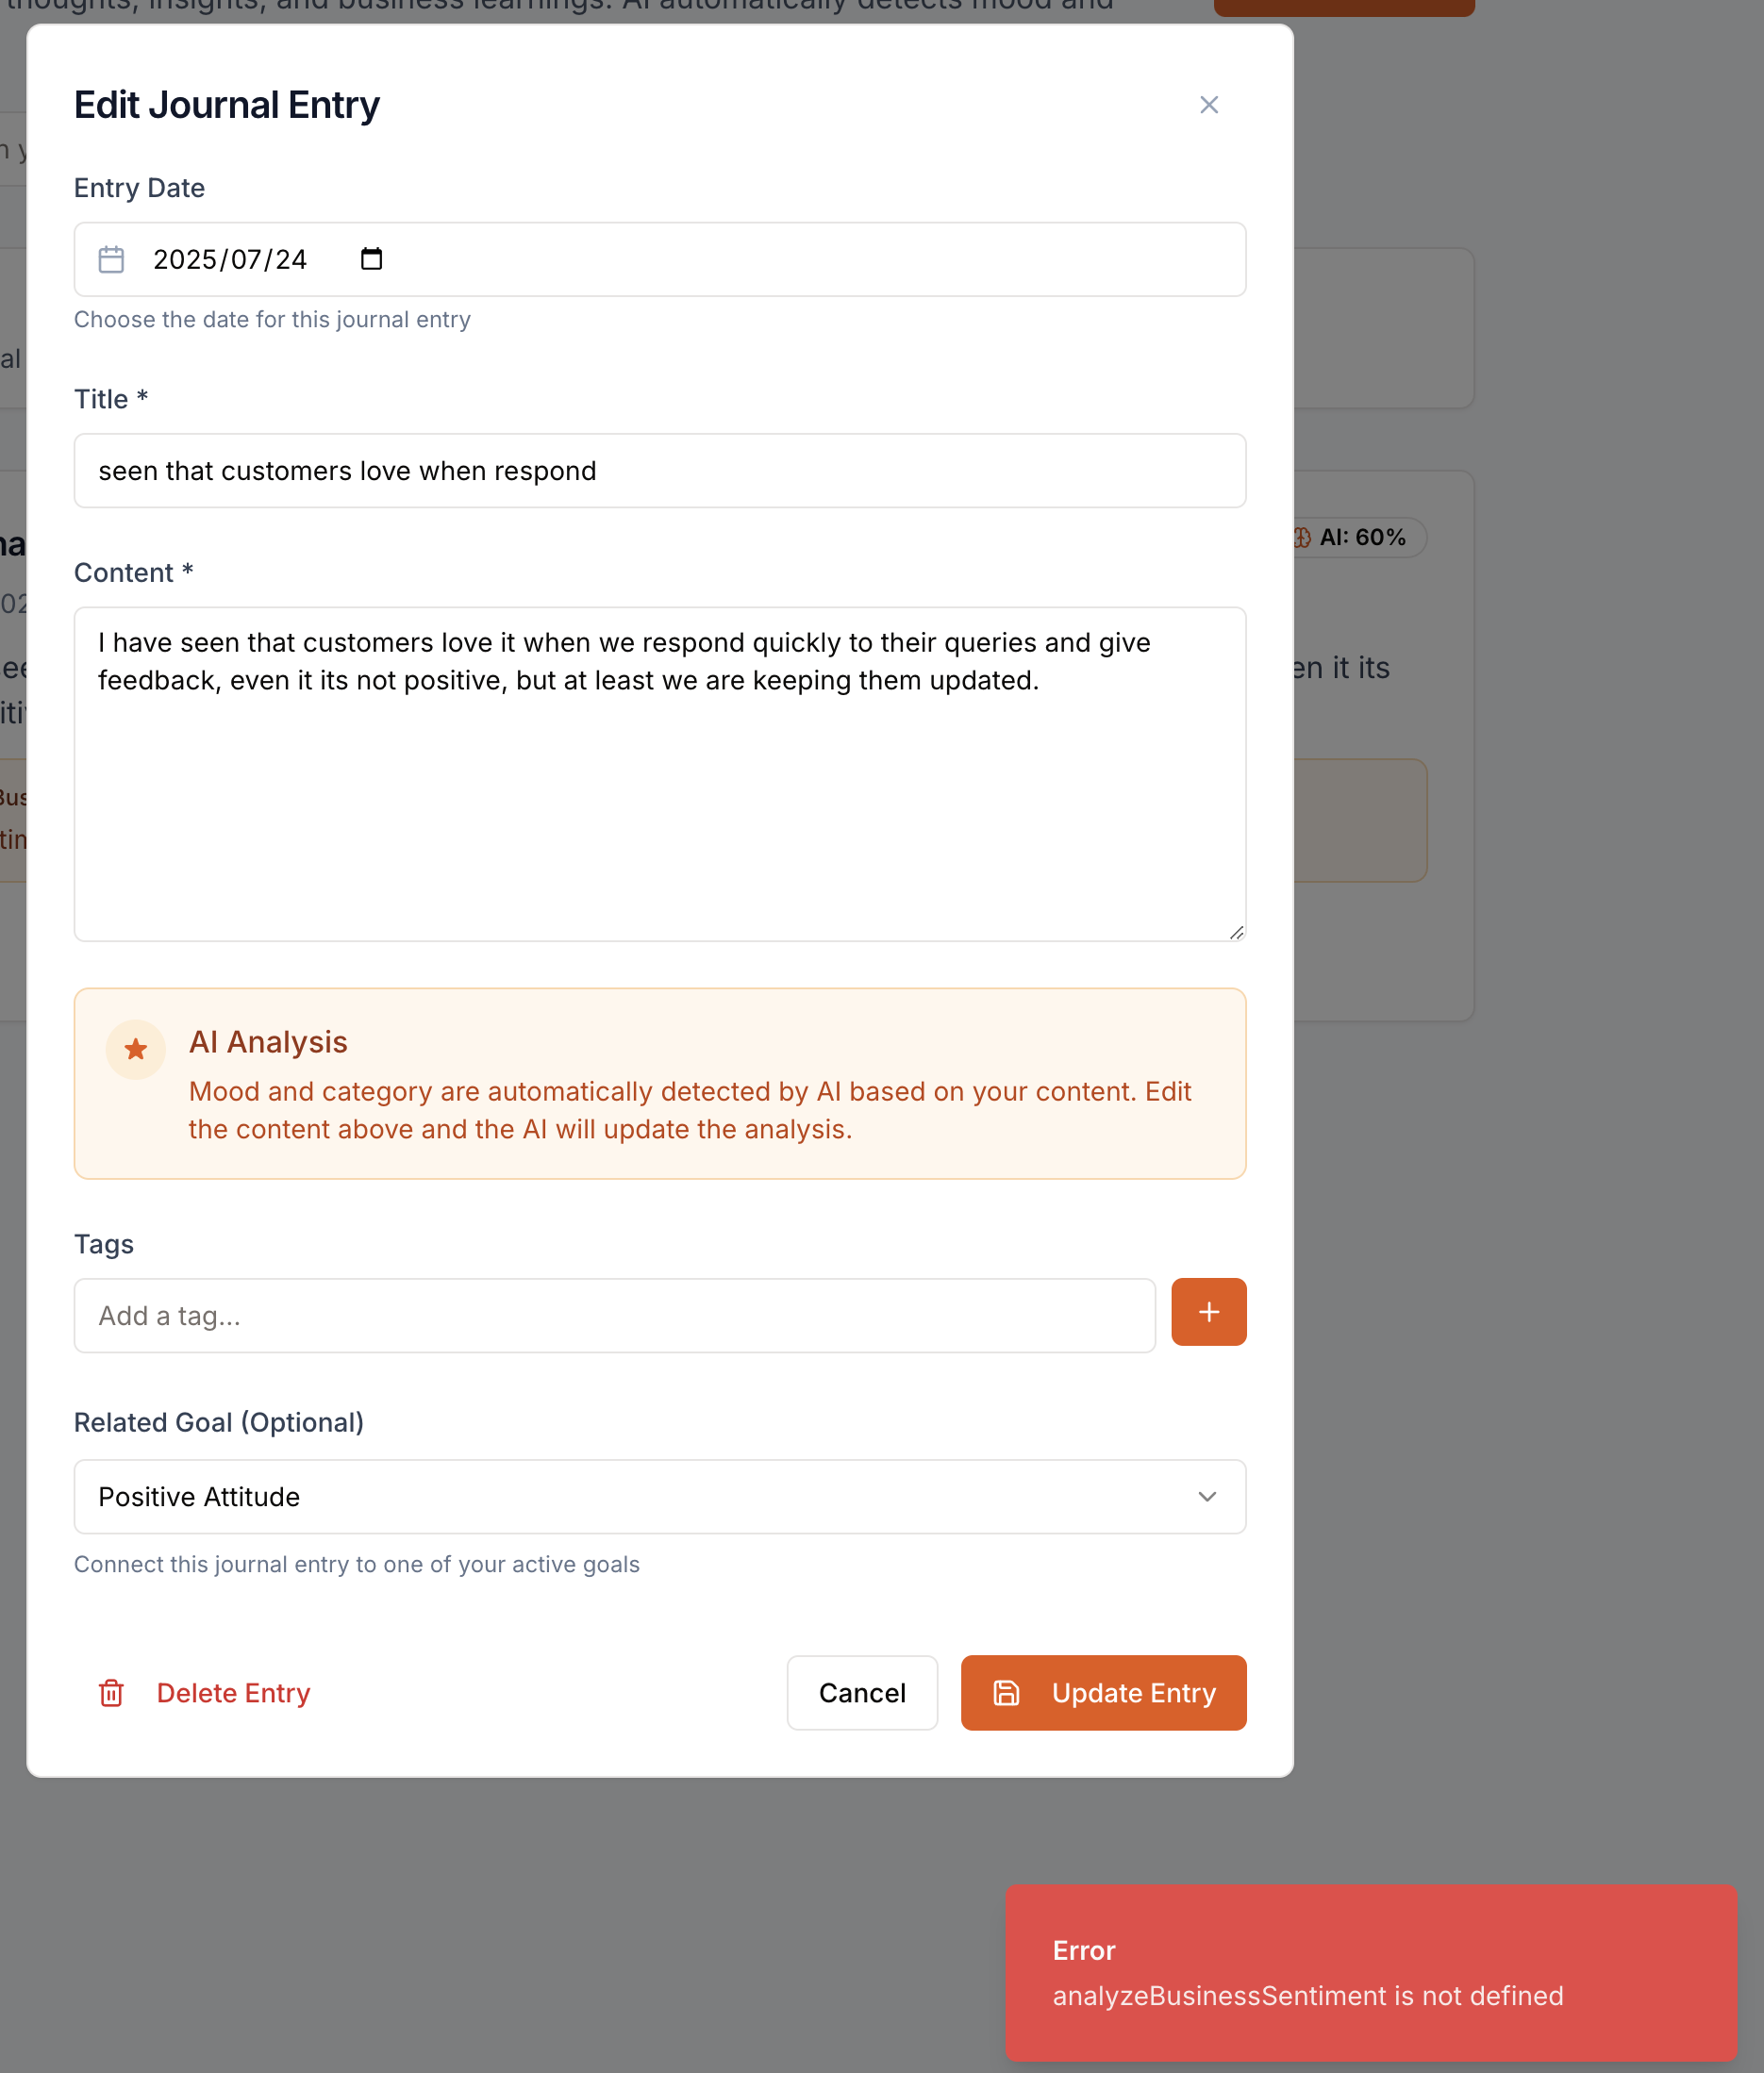 thoughts, insights, and business learnings. AI automatically detects mood and
Edit Journal Entry
Entry Date
2025/07/24
Choose the date for this journal entry
al
Title *
seen that customers love when respond
AI: 60%
Content *
I have seen that customers love it when we respond quickly to their queries and give
feedback, even it its not positive, but at least we are keeping them updated.
en it its
AI Analysis
Mood and category are automatically detected by AI based on your content. Edit
the content above and the AI will update the analysis.
Tags
Add a tag...
Related Goal (Optional)
Positive Attitude
Connect this journal entry to one of your active goals
Delete Entry
Cancel
Update Entry
Error
analyzeBusinessSentiment is not defined